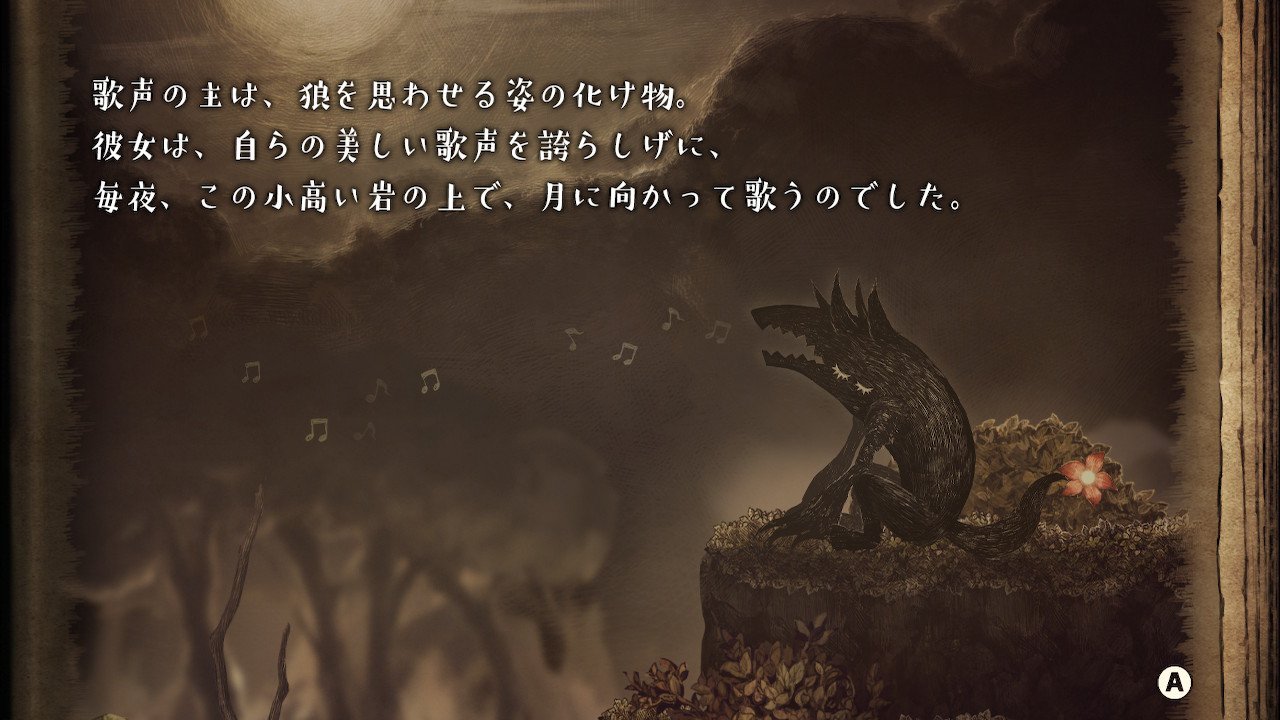 歌声の主は、狼を思わせる姿の化け物。
彼女は、自らの美しい歌声を誇らしげに、
毎夜、この小高い岩の上で、月に向かって歌うのでした。
A